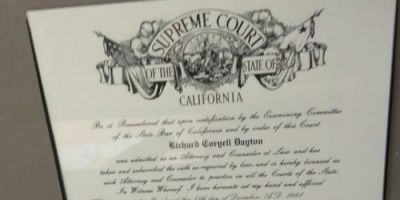 SUPREME COURT
OF THE STATE OF
CALIFORNIA
Be it Remembered that upon certification by the Examining Committee
of the State Bar of California and by order of this Court
Richard Coryell Dayton
was admitted as an Attorney and Counselor at Law and has
taken and subscribed the oath as required by law, and is hereby licensed as
such Attorney and Counselor to practice in all the Courts of the State
In Witness Whereof, I have hereunto set my hand and affixed
day of December, A.D.